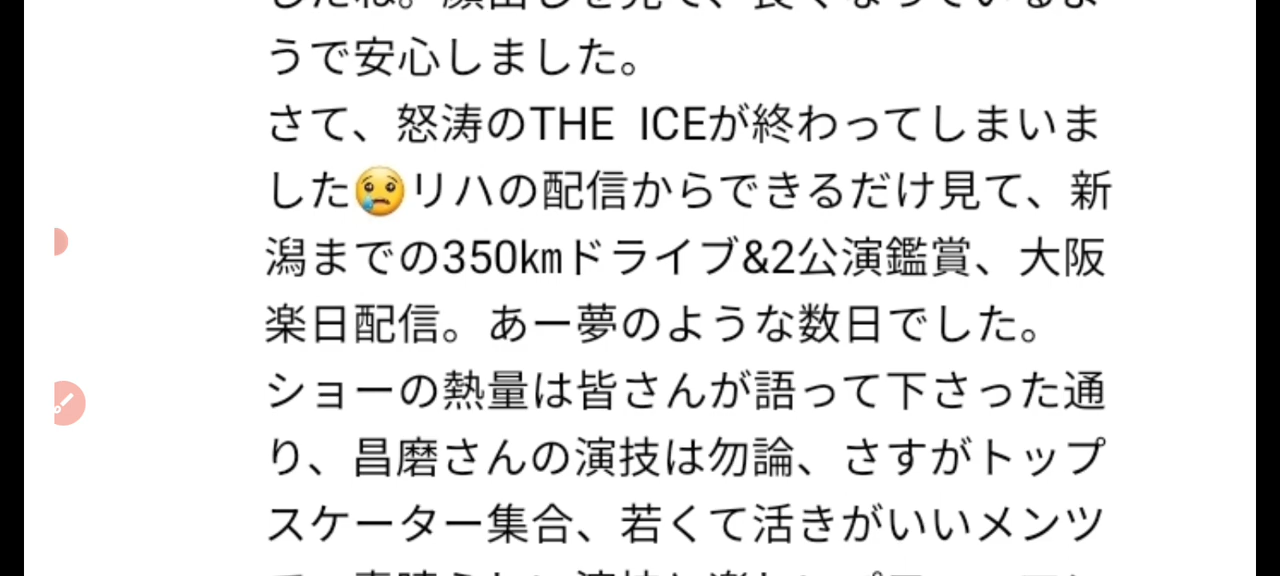 うで安心しました。
さて、怒涛のTHE ICEが終わってしまいま
した😢リハの配信からできるだけ見て、新
潟までの350kmドライブ&2公演鑑賞、大阪
楽日配信。あー夢のような数日でした。
ショーの熱量は皆さんが語って下さった通
り、昌磨さんの演技は勿論、さすがトップ
スケーター集合、若くて活きがいいメンツ